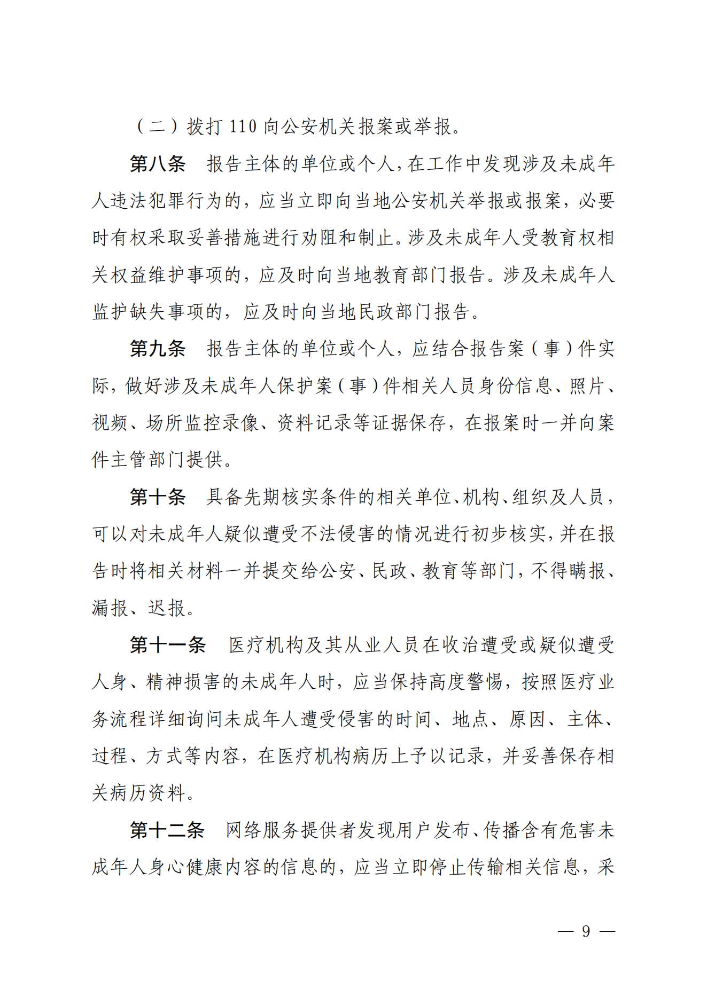 （二）拨打 110 向公安机关报案或举报。
第八条　报告主体的单位或个人，在工作中发现涉及未成年
人违法犯罪行为的，应当立即向当地公安机关举报或报案，必要
时有权采取妥善措施进行劝阻和制止。涉及未成年人受教育权相
关权益维护事项的，应及时向当地教育部门报告。涉及未成年人
监护缺失事项的，应及时向当地民政部门报告。
第九条　报告主体的单位或个人，应结合报告案（事）件实
际，做好涉及未成年人保护案（事）件相关人员身份信息、照片、
视频、场所监控录像、资料记录等证据保存，在报案时一并向案
件主管部门提供。
第十条　具备先期核实条件的相关单位、机构、组织及人员，
可以对未成年人疑似遭受不法侵害的情况进行初步核实，并在报
告时将相关材料一并提交给公安、民政、教育等部门，不得瞒报、
漏报、迟报。
第十一条　医疗机构及其从业人员在收治遭受或疑似遭受
人身、精神损害的未成年人时，应当保持高度警惕，按照医疗业
务流程详细询问未成年人遭受侵害的时间、地点、原因、主体、
过程、方式等内容，在医疗机构病历上予以记录，并妥善保存相
关病历资料。
第十二条　网络服务提供者发现用户发布、传播含有危害未
成年人身心健康内容的信息的，应当立即停止传输相关信息，采
— 9 —